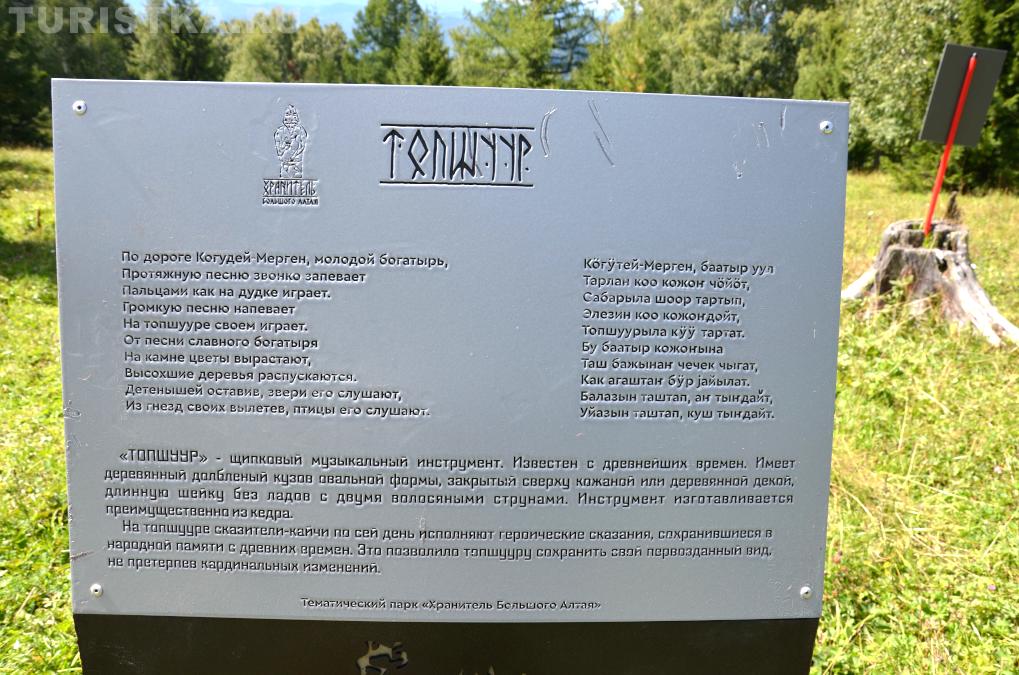 TURISTKA.RU
ХРАНИТЕЛЬ
БОЛЬШОГО АЛТАЯ
ТОПШУУР
По дороге Когудей-Мерген, молодой богатырь,
Протяжную песню звонко запевает
Пальцами как на дудке играет.
Громкую песню напевает
На топшууре своем играет.
От песни славного богатыря
На камне цветы вырастают,
Высохшие деревья распускаются.
Детенышей оставив, звери его слушают,
Из гнезд своих вылетев, птицы его слушают.
Кӧгӱтей-Мерген, баатыр уул
Тарлан коо кожоҥ чӧйӧт,
Сабарыла шоор тартып,
Элезин коо кожоҥдойт,
Топшуурыла кӱӱ тартат.
Бу баатыр кожоҥына
Таш бажынаҥ чечек чыгат,
Как агаштаҥ бӱр јайылат.
Балазын таштап, аҥ тыҥдайт,
Уйазын таштап, куш тыҥдайт.
«ТОПШУУР» - щипковый музыкальный инструмент. Известен с древнейших времен. Имеет
деревянный долбленый кузов овальной формы, закрытый сверху кожаной или деревянной декой,
длинную шейку без ладов с двумя волосяными струнами. Инструмент изготавливается
преимущественно из кедра.
На топшууре сказители-кайчи по сей день исполняют героические сказания, сохранившиеся в
народной памяти с древних времен. Это позволило топшууру сохранить свой первозданный вид,
не претерпев кардинальных изменений.
Тематический парк «Хранитель Большого Алтая»